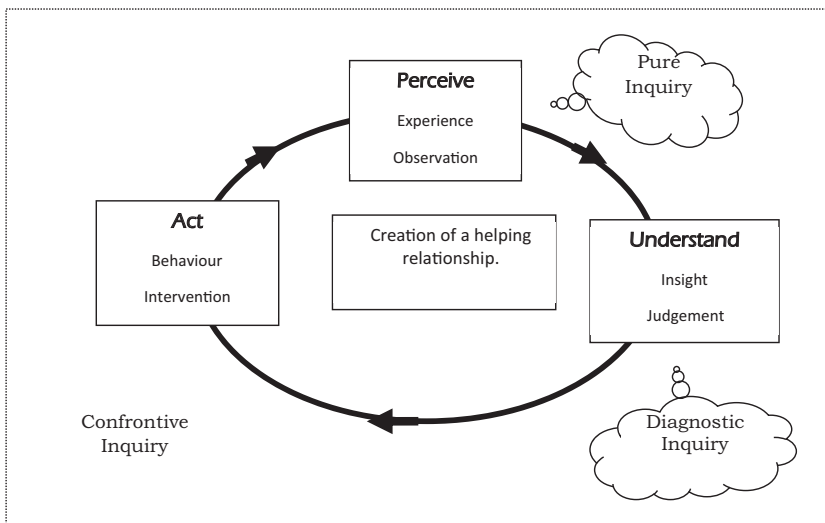 Pure
Inquiry
Perceive
Experience
Observation
Act
Behaviour
Intervention
Creation of a helping
relationship.
Understand
Insight
Judgement
Confrontive
Inquiry
Diagnostic
Inquiry